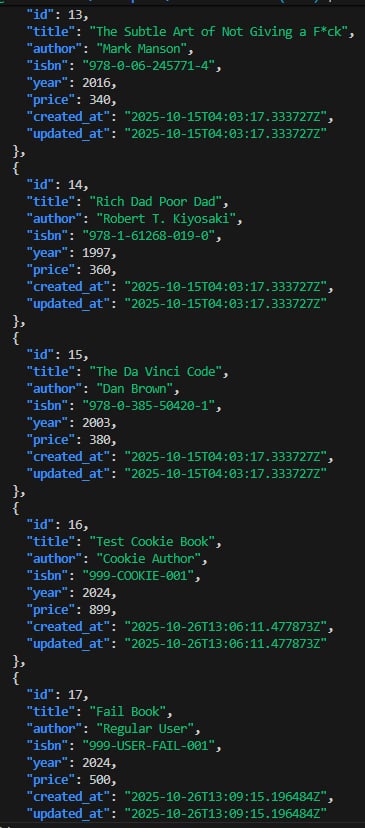 "id": 13,
"title": "The Subtle Art of Not Giving a F*ck",
"author": "Mark Manson",
"isbn": "978-0-06-245771-4",
"year": 2016,
"price": 340,
"created_at": "2025-10-15T04:03:17.333727Z",
"updated_at": "2025-10-15T04:03:17.333727Z"
},
{
"id": 14,
"title": "Rich Dad Poor Dad",
"author": "Robert T. Kiyosaki",
"isbn": "978-1-61268-019-0",
"year": 1997,
"price": 360,
"created_at": "2025-10-15T04:03:17.333727Z",
"updated_at": "2025-10-15T04:03:17.333727Z"
},
{
"id": 15,
"title": "The Da Vinci Code",
"author": "Dan Brown",
"isbn": "978-0-385-50420-1",
"year": 2003,
"price": 380,
"created_at": "2025-10-15T04:03:17.333727Z",
"updated_at": "2025-10-15T04:03:17.333727Z"
},
{
"id": 16,
"title": "Test Cookie Book",
"author": "Cookie Author",
"isbn": "999-COOKIE-001",
"year": 2024,
"price": 899,
"created_at": "2025-10-26T13:06:11.477873Z",
"updated_at": "2025-10-26T13:06:11.477873Z"
},
{
"id": 17,
"title": "Fail Book",
"author": "Regular User",
"isbn": "999-USER-FAIL-001",
"year": 2024,
"price": 500,
"created_at": "2025-10-26T13:09:15.196484Z",
"updated_at": "2025-10-26T13:09:15.196484Z"